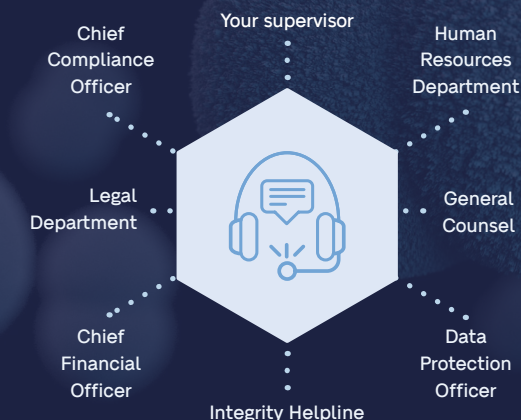 Your supervisor
Chief
Compliance
Officer
Human
Resources
Department
Legal
Department
General
Counsel
Chief
Financial
Officer
Data
Protection
Officer
Integrity Helpline